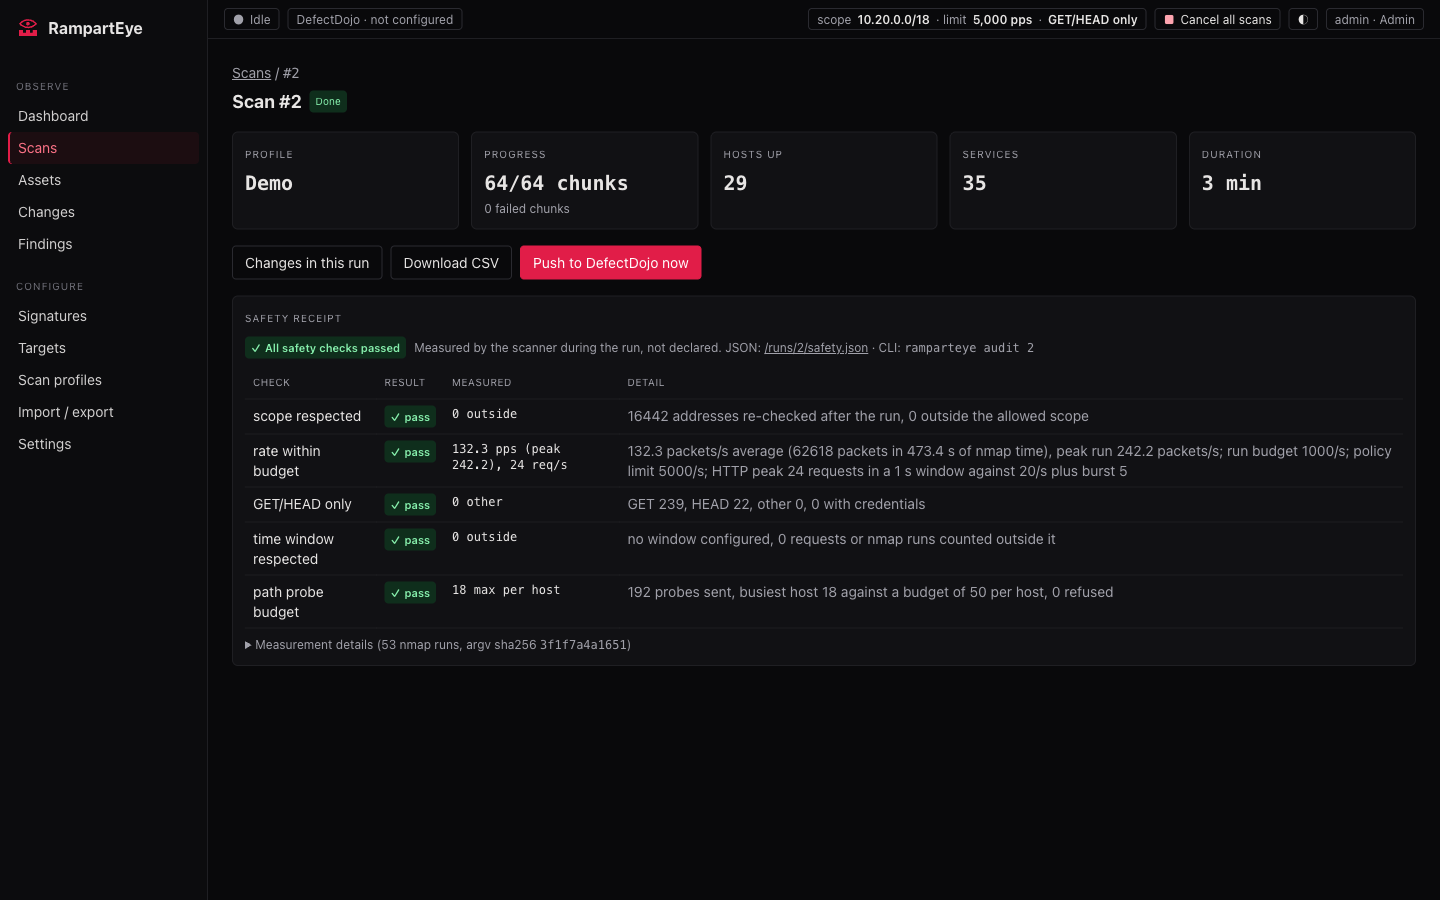 RampartEye
Idle
DefectDojo · not configured
scope 10.20.0.0/18 · limit 5,000 pps · GET/HEAD only
Cancel all scans
admin · Admin
OBSERVE
Dashboard
Scans
Assets
Changes
Findings
CONFIGURE
Signatures
Targets
Scan profiles
Import / export
Settings
Scans / #2
Scan #2 Done
PROFILE
Demo
PROGRESS
64/64 chunks
0 failed chunks
HOSTS UP
29
SERVICES
35
DURATION
3 min
Changes in this run
Download CSV
Push to DefectDojo now
SAFETY RECEIPT
✓ All safety checks passed Measured by the scanner during the run, not declared. JSON: /runs/2/safety.json · CLI: ramparteye audit 2
CHECK RESULT MEASURED DETAIL
scope respected ✓ pass 0 outside 16442 addresses re-checked after the run, 0 outside the allowed scope
rate within
budget
✓ pass
132.3 pps (peak
242.2), 24 req/s
132.3 packets/s average (62618 packets in 473.4 s of nmap time), peak run 242.2 packets/s; run budget 1000/s; policy
limit 5000/s; HTTP peak 24 requests in a 1 s window against 20/s plus burst 5
GET/HEAD only ✓ pass 0 other GET 239, HEAD 22, other 0, 0 with credentials
time window
respected
✓ pass
0 outside
no window configured, 0 requests or nmap runs counted outside it
path probe
budget
✓ pass
18 max per host
192 probes sent, busiest host 18 against a budget of 50 per host, 0 refused
▶ Measurement details (53 nmap runs, argv sha256 3f1f7a4a1651)